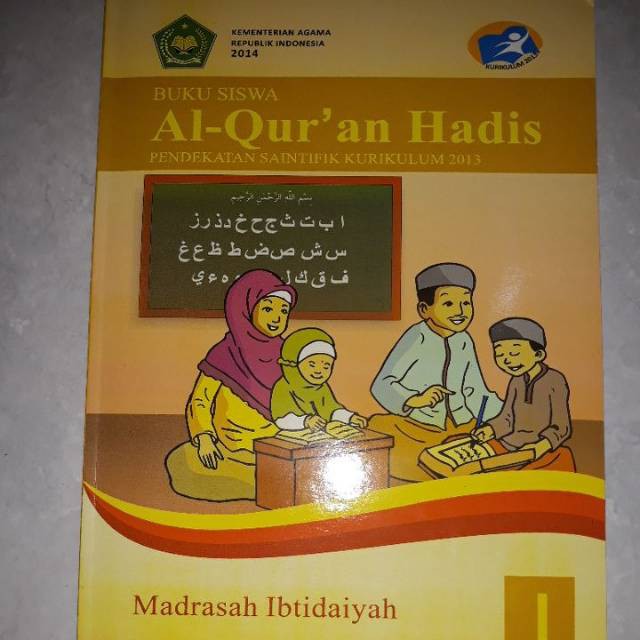 KEMENTERIAN AGAMA
REPUBLIK INDONESIA
2014
KURIKULUM 2013
BUKU SISWA
Al-Qur'an Hadis
PENDEKATAN SAINTIFIK KURIKULUM 2013
بسم الله الرحمن الرحيم
ا ب ت ث ج ح خ د ذ ر ز
س ش ص ض ط ظ ع غ
ف ق ك ل ه ء ي
Madrasah Ibtidaiyah
I